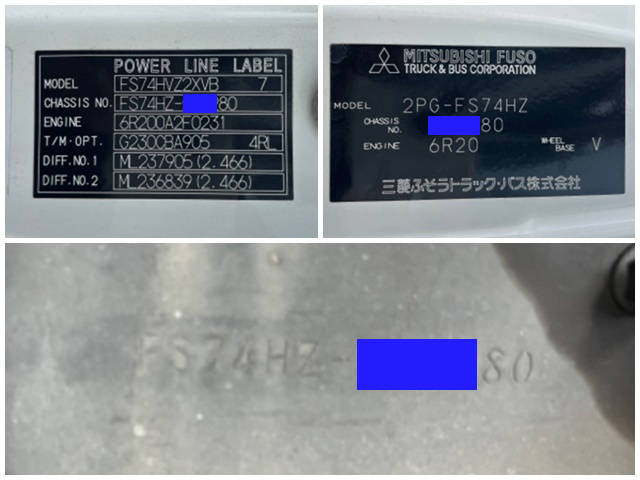 POWER LINE LABEL
MODEL FS74HVZ2XVB 7
CHASSIS NO. FS74HZ- 80
ENGINE 6R200A2F0231
T/M·OPT. G230OBA905 4RL
DIFF.NO.1 ML237905(2.466)
DIFF.NO.2 ML236839(2.466)
MITSUBISHI FUSO
TRUCK & BUS CORPORATION
MODEL 2PG-FS74HZ
CHASSIS NO. 80
ENGINE 6R20 WHEEL BASE V
三菱ふそうトラック・バス株式会社
FS74HZ- 80